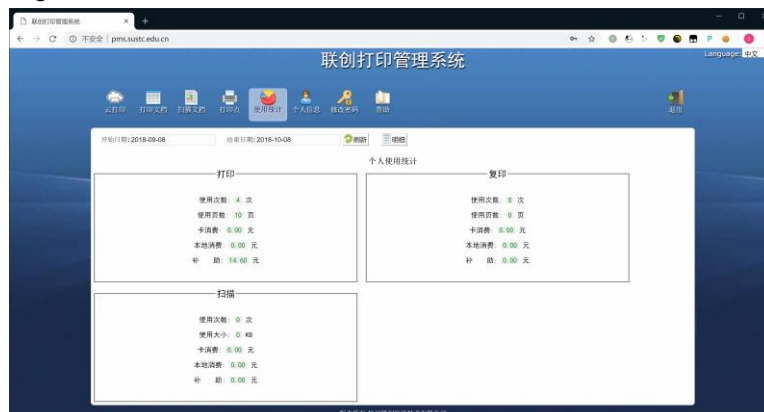 联创打印管理系统
不安全 | pms.sustc.edu.cn
联创打印管理系统
Language: 中文
云打印 打印文档 扫描文档 打印点 使用统计 个人信息 修改密码 帮助 退出
开始日期:2018-09-08 结束日期:2018-10-08 刷新 明细
个人使用统计
打印
使用次数: 4 次
使用页数: 10 页
卡消费: 0.00 元
本地消费: 0.00 元
补 助: 14.60 元
复印
使用次数: 0 次
使用页数: 0 页
卡消费: 0.00 元
本地消费: 0.00 元
补 助: 0.00 元
扫描
使用次数: 0 次
使用大小: 0 KB
卡消费: 0.00 元
本地消费: 0.00 元
补 助: 0.00 元